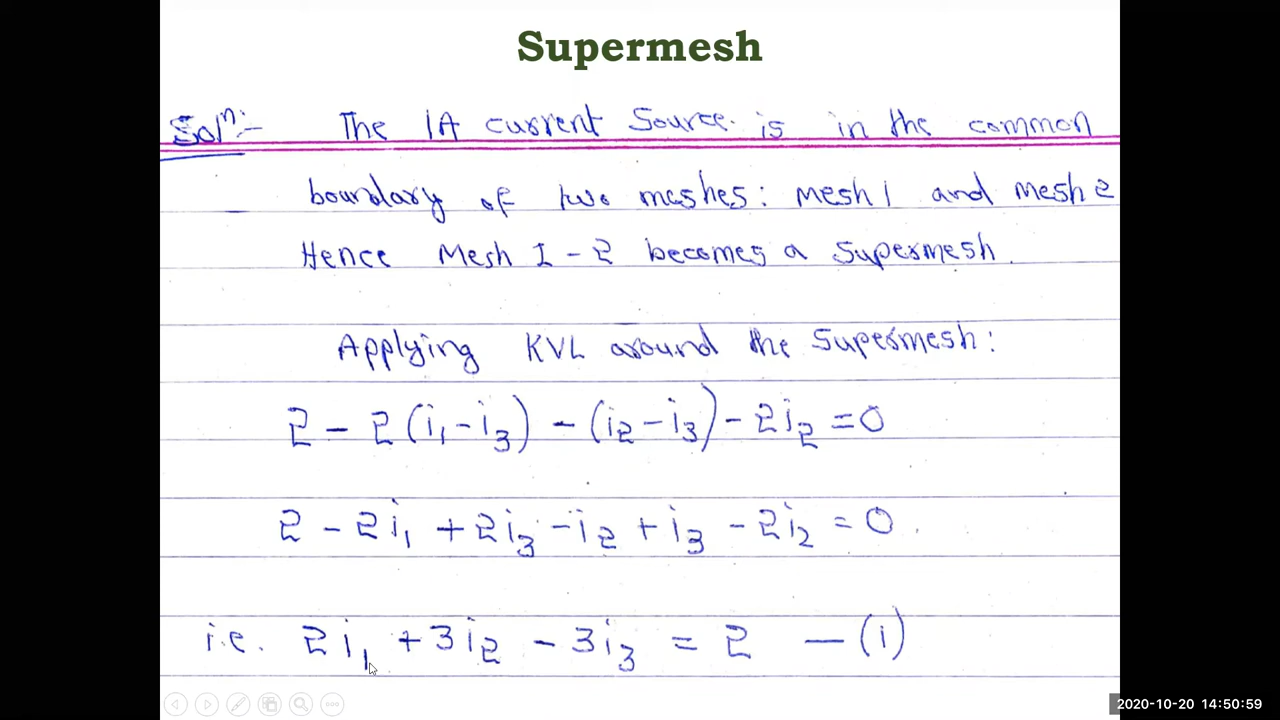 Supermesh
Solⁿ:- The 1A current Source is in the common
boundary of two meshes: mesh 1 and mesh 2
Hence Mesh 1-2 becomes a Supermesh.
Applying KVL around the Supermesh:
2 - 2(i₁ - i₃) - (i₂ - i₃) - 2i₂ = 0
2 - 2i₁ + 2i₃ - i₂ + i₃ - 2i₂ = 0.
i.e. 2i₁ + 3i₂ - 3i₃ = 2 — (i)
2020-10-20 14:50:59